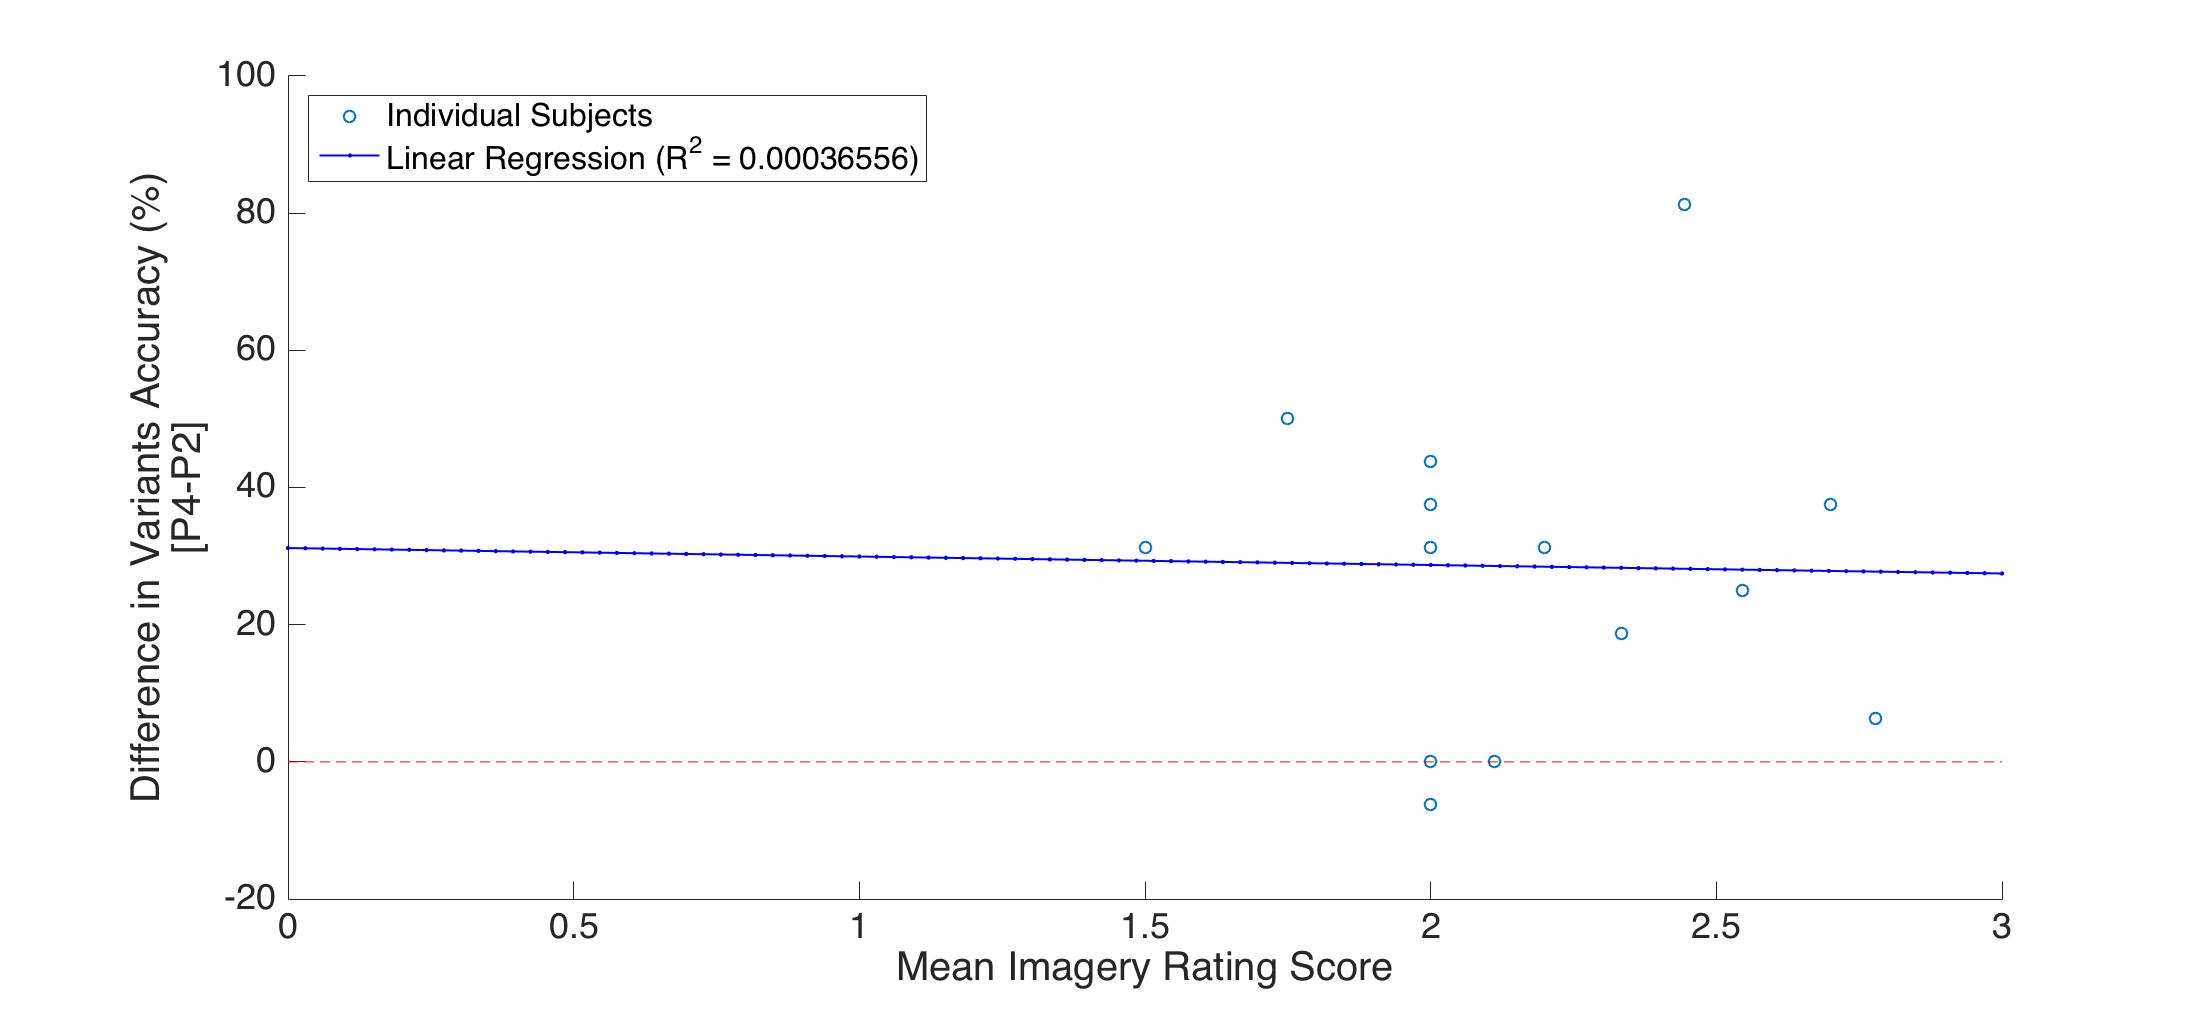 Difference in Variants Accuracy (%)
[P4-P2]
100
80
60
40
20
0
-20
Individual Subjects
Linear Regression (R² = 0.00036556)
0
0.5
1
1.5
2
2.5
3
Mean Imagery Rating Score